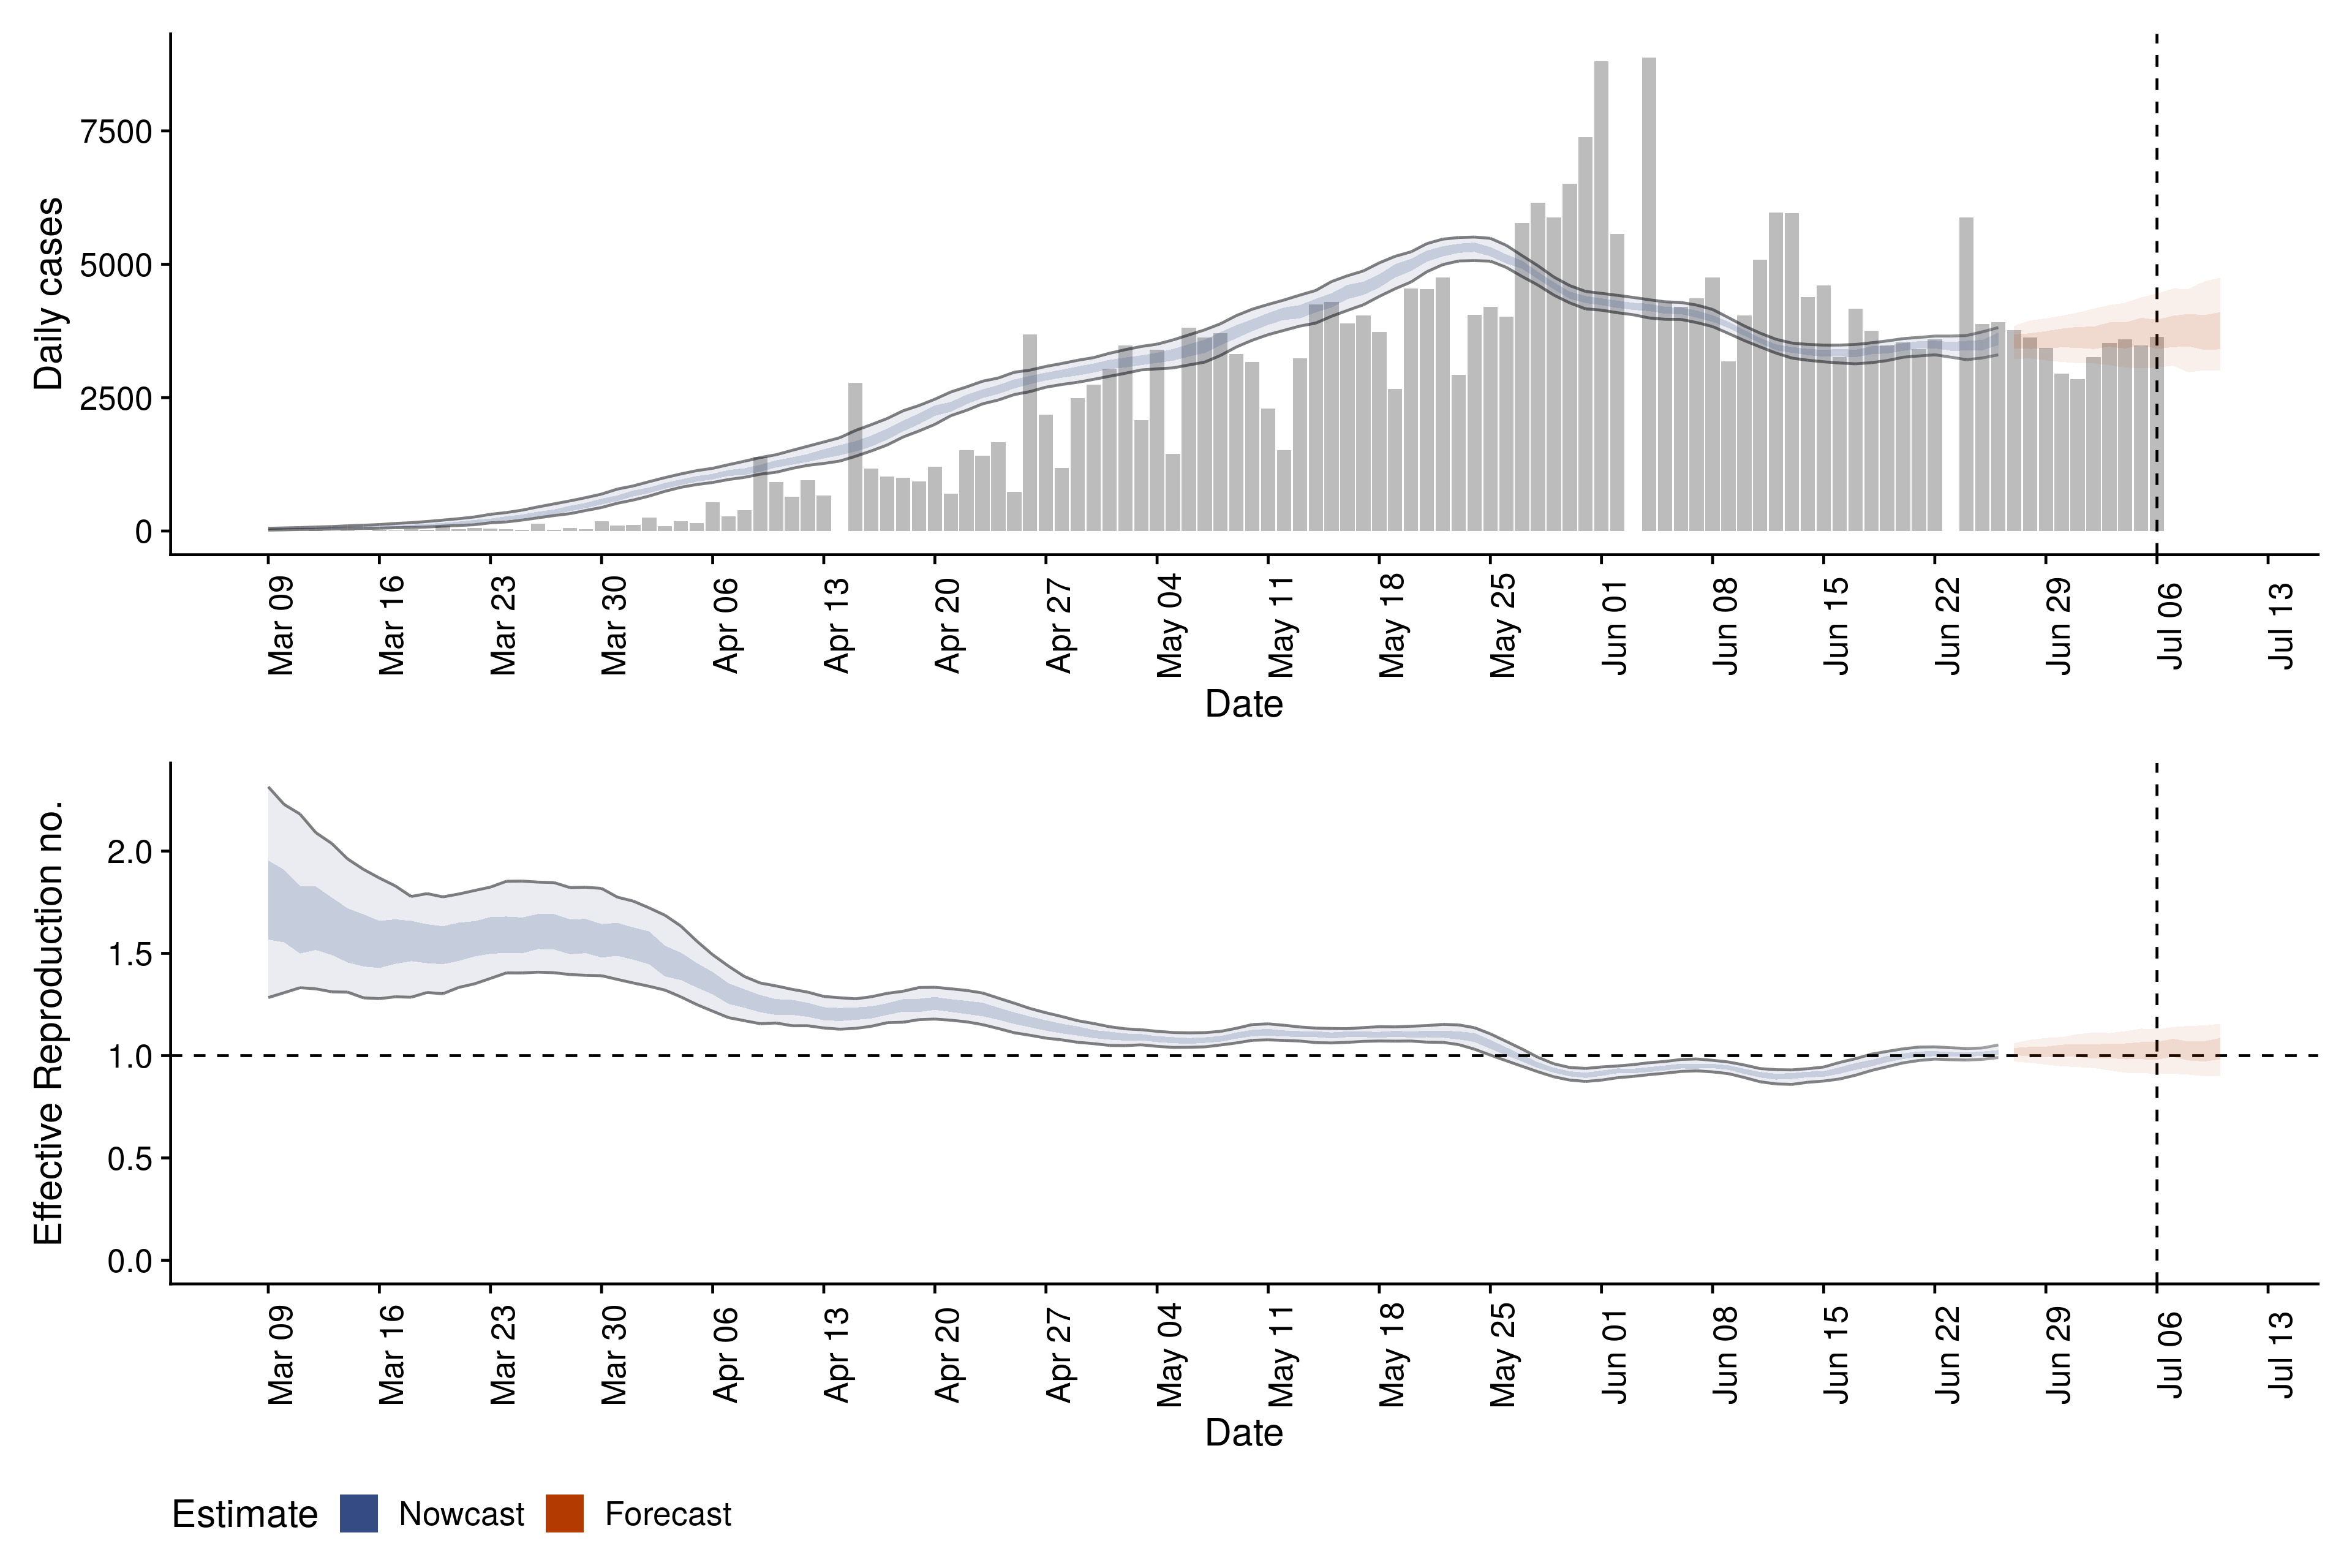 Daily cases
7500
5000
2500
0
Mar 09
Mar 16
Mar 23
Mar 30
Apr 06
Apr 13
Apr 20
Apr 27
May 04
May 11
May 18
May 25
Jun 01
Jun 08
Jun 15
Jun 22
Jun 29
Jul 06
Jul 13
Date
Effective Reproduction no.
2.0
1.5
1.0
0.5
0.0
Mar 09
Mar 16
Mar 23
Mar 30
Apr 06
Apr 13
Apr 20
Apr 27
May 04
May 11
May 18
May 25
Jun 01
Jun 08
Jun 15
Jun 22
Jun 29
Jul 06
Jul 13
Date
Estimate Nowcast Forecast